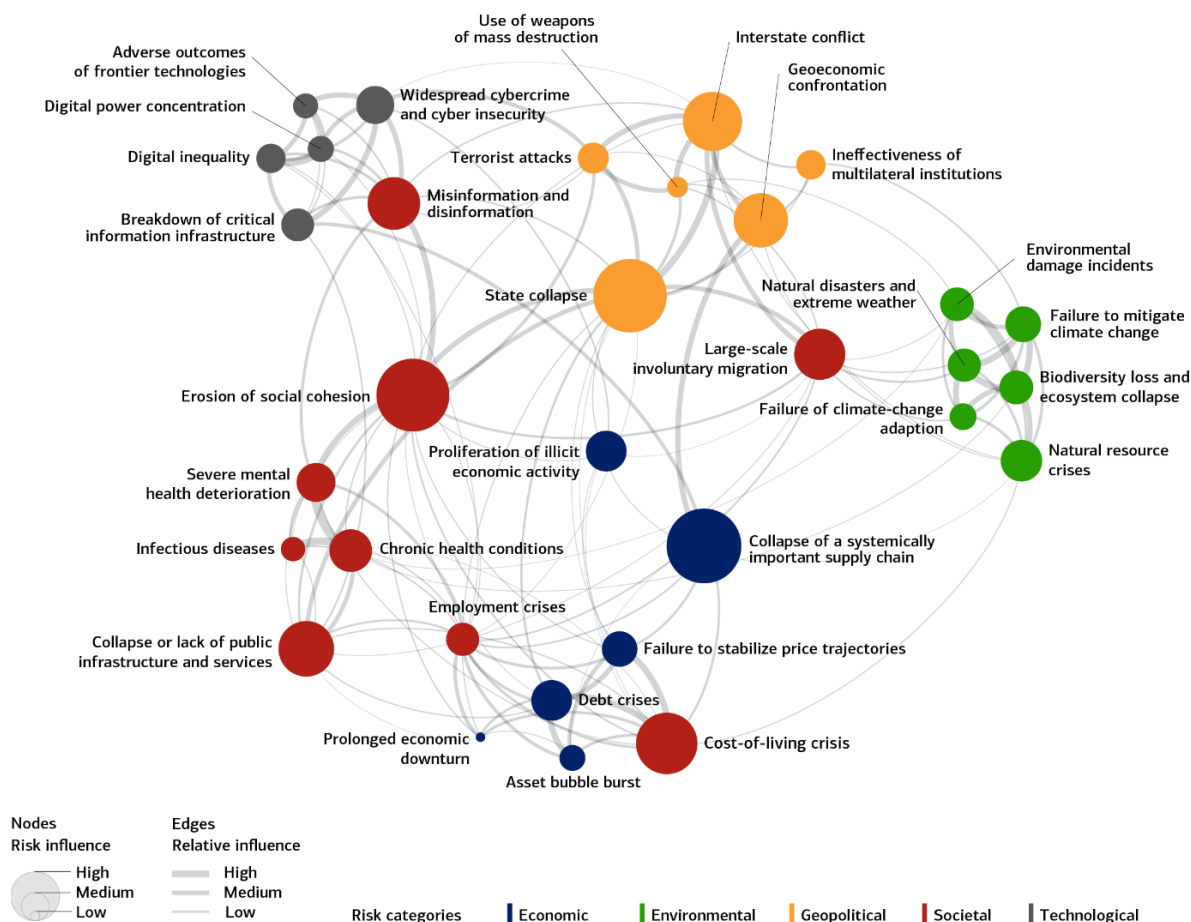 Use of weapons
of mass destruction
Interstate conflict
Adverse outcomes
of frontier technologies
Geoeconomic
confrontation
Digital power concentration
Widespread cybercrime
and cyber insecurity
Digital inequality
Terrorist attacks
Ineffectiveness of
multilateral institutions
Misinformation and
disinformation
Breakdown of critical
information infrastructure
Environmental
damage incidents
State collapse
Natural disasters and
extreme weather
Failure to mitigate
climate change
Large-scale
involuntary migration
Biodiversity loss and
ecosystem collapse
Erosion of social cohesion
Failure of climate-change
adaption
Proliferation of illicit
economic activity
Natural resource
crises
Severe mental
health deterioration
Infectious diseases
Chronic health conditions
Collapse of a systemically
important supply chain
Employment crises
Collapse or lack of public
infrastructure and services
Failure to stabilize price trajectories
Debt crises
Prolonged economic
downturn
Cost-of-living crisis
Asset bubble burst
Nodes
Risk influence
High
Medium
Low
Edges
Relative influence
High
Medium
Low
Risk categories
Economic
Environmental
Geopolitical
Societal
Technological